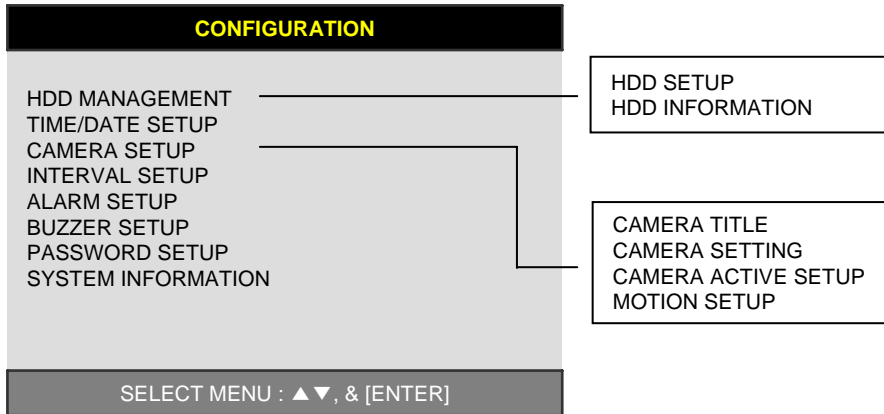 CONFIGURATION
HDD MANAGEMENT
TIME/DATE SETUP
CAMERA SETUP
INTERVAL SETUP
ALARM SETUP
BUZZER SETUP
PASSWORD SETUP
SYSTEM INFORMATION
SELECT MENU : ▲▼, & [ENTER]
HDD SETUP
HDD INFORMATION
CAMERA TITLE
CAMERA SETTING
CAMERA ACTIVE SETUP
MOTION SETUP